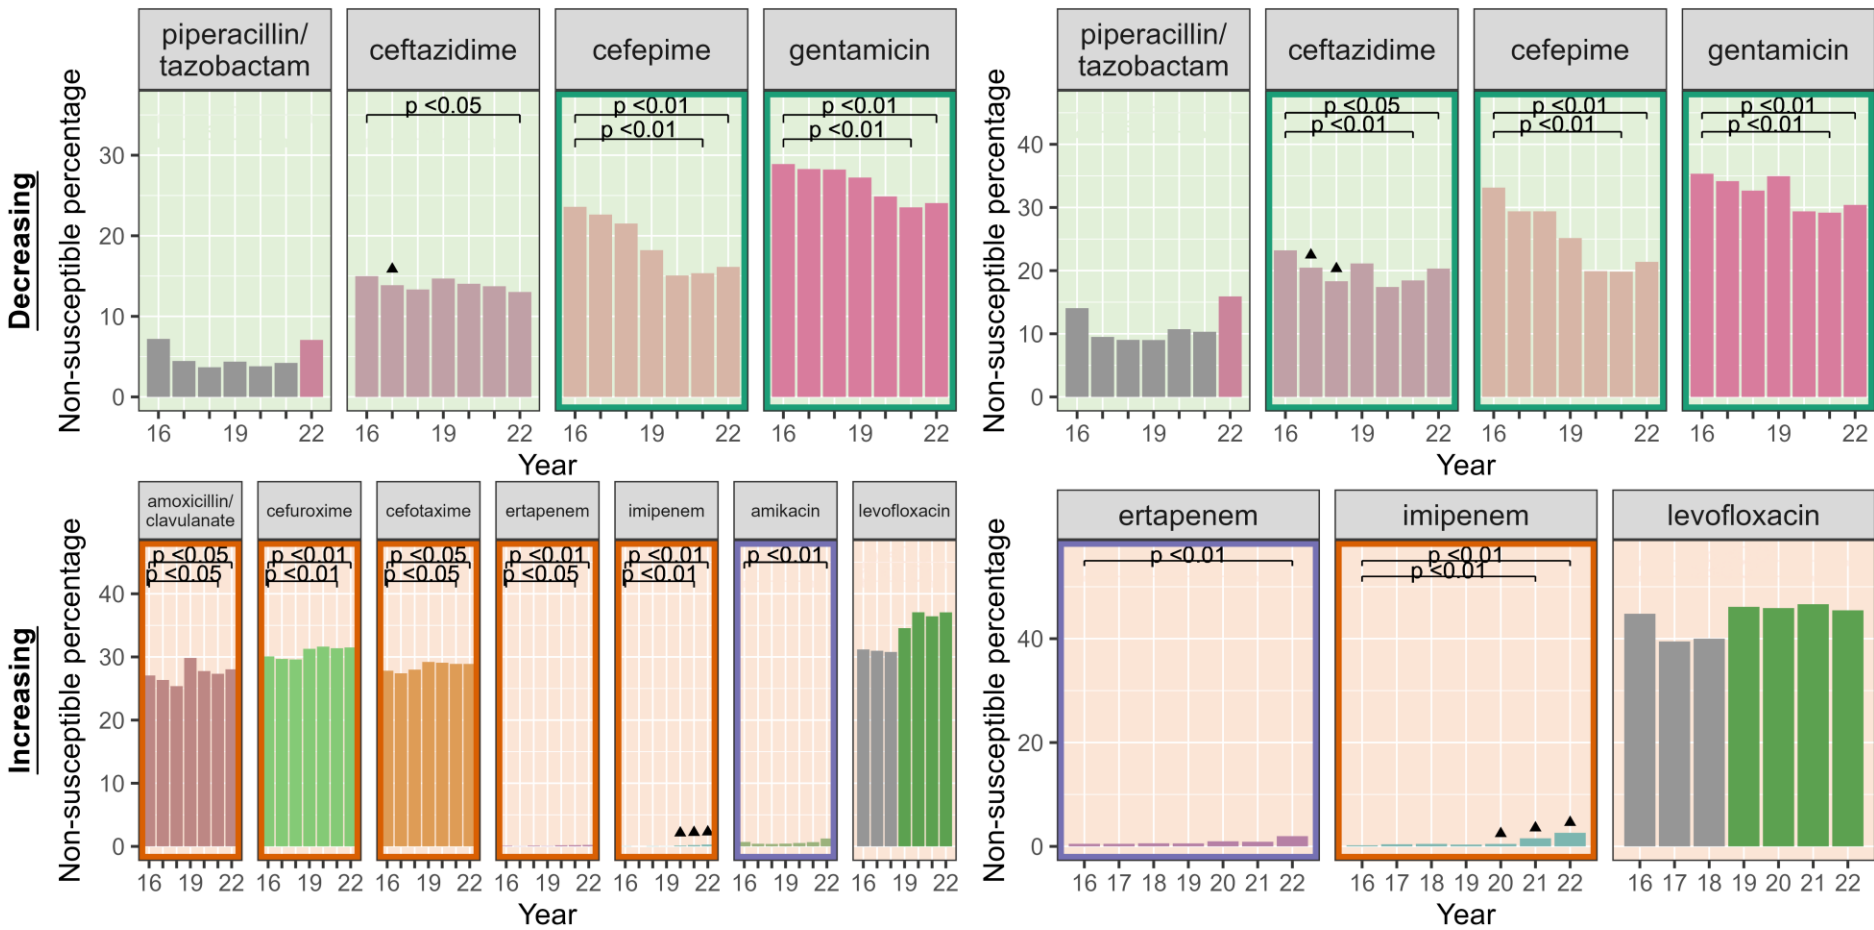 Decreasing
Non-susceptible percentage
piperacillin/
tazobactam
ceftazidime
cefepime
gentamicin
p <0.05
p <0.01
p <0.01
p <0.01
p <0.01
30
20
10
0
16 19 22
16 19 22
16 19 22
16 19 22
Year
Non-susceptible percentage
piperacillin/
tazobactam
ceftazidime
cefepime
gentamicin
p <0.05
p <0.01
p <0.01
p <0.01
p <0.01
p <0.01
40
30
20
10
0
16 19 22
16 19 22
16 19 22
16 19 22
Year
Increasing
Non-susceptible percentage
amoxicillin/
clavulanate
cefuroxime
cefotaxime
ertapenem
imipenem
amikacin
levofloxacin
p <0.05
p <0.05
p <0.01
p <0.01
p <0.05
p <0.05
p <0.01
p <0.05
p <0.01
p <0.01
p <0.01
40
30
20
10
0
16 19 22
16 19 22
16 19 22
16 19 22
16 19 22
16 19 22
16 19 22
Year
Non-susceptible percentage
ertapenem
imipenem
levofloxacin
p <0.01
p <0.01
p <0.01
40
20
0
16 17 18 19 20 21 22
16 17 18 19 20 21 22
16 17 18 19 20 21 22
Year